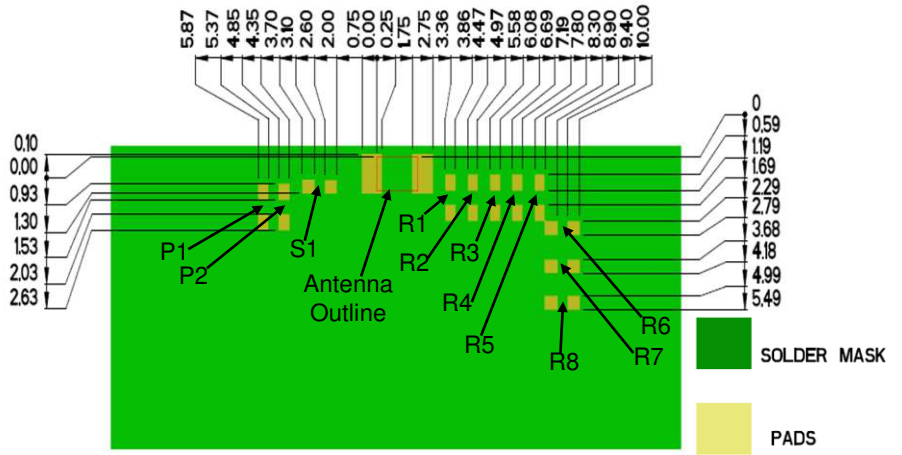 5.87
5.37
4.85
4.35
3.70
3.10
2.60
2.00
0.75
0.00
0.25
1.75
2.75
3.36
3.86
4.47
4.97
5.58
6.08
6.69
7.19
7.80
8.30
8.90
9.40
10.00
0.10
0.00
0.93
1.30
1.53
2.03
2.63
0
0.59
1.19
1.69
2.29
2.79
3.68
4.18
4.99
5.49
P1
P2
S1
Antenna
Outline
R1
R2
R3
R4
R5
R6
R7
R8
SOLDER MASK
PADS